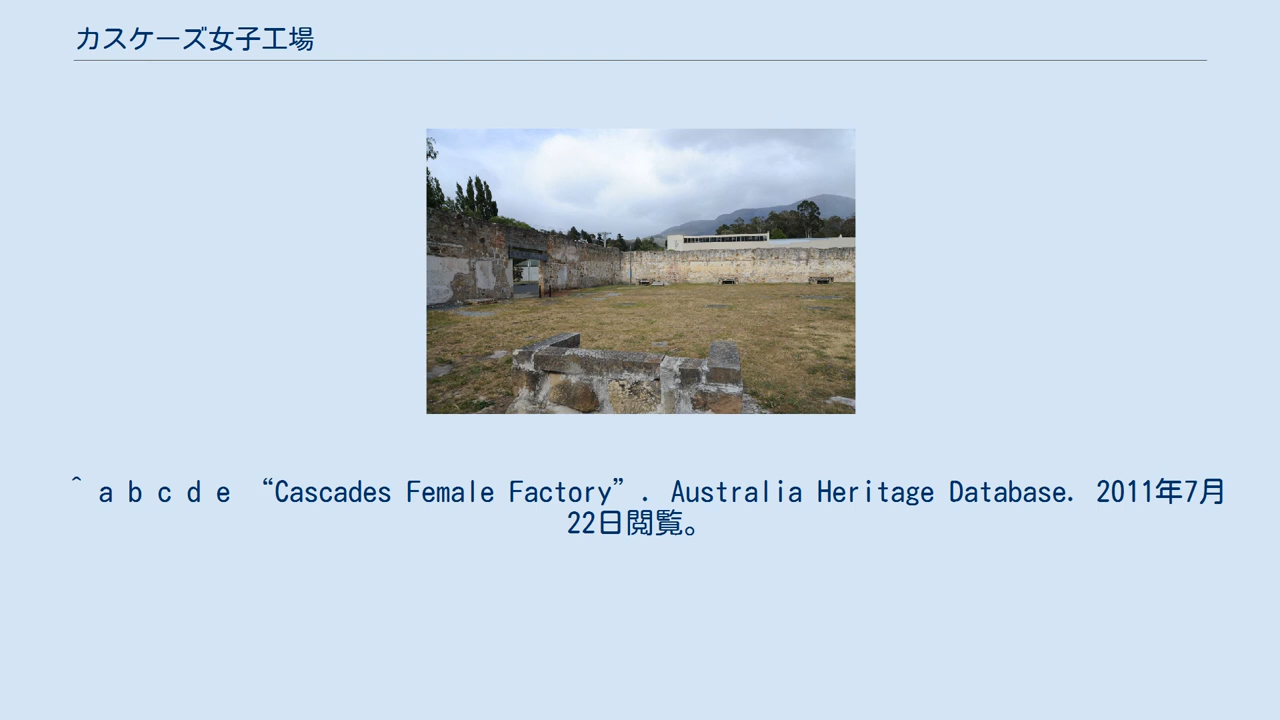 カスケーズ女子工場
^ a b c d e “Cascades Female Factory”. Australia Heritage Database. 2011年7月
22日閲覧。